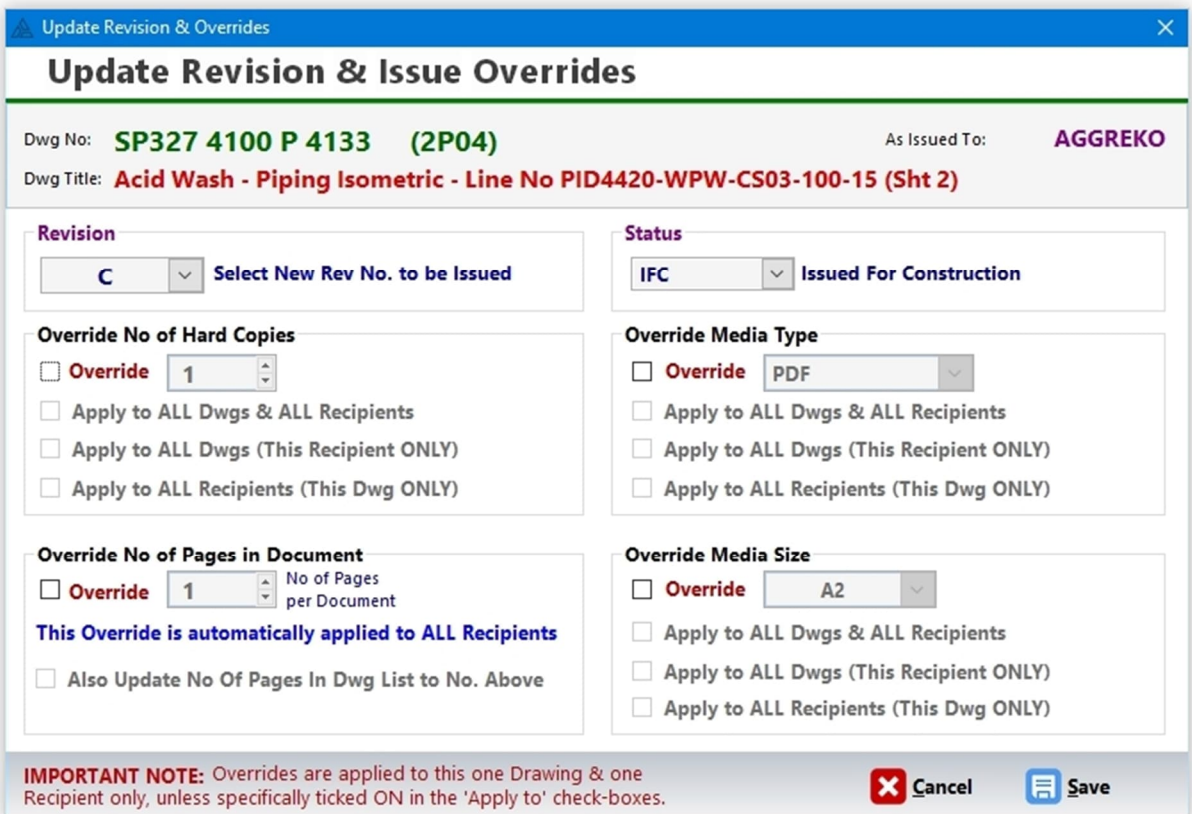 Update Revision & Overrides
Update Revision & Issue Overrides
Dwg No: SP327 4100 P 4133 (2P04) As Issued To: AGGREKO
Dwg Title: Acid Wash - Piping Isometric - Line No PID4420-WPW-CS03-100-15 (Sht 2)
Revision
C Select New Rev No. to be Issued
Status
IFC Issued For Construction
Override No of Hard Copies
Override 1
Apply to ALL Dwgs & ALL Recipients
Apply to ALL Dwgs (This Recipient ONLY)
Apply to ALL Recipients (This Dwg ONLY)
Override Media Type
Override PDF
Apply to ALL Dwgs & ALL Recipients
Apply to ALL Dwgs (This Recipient ONLY)
Apply to ALL Recipients (This Dwg ONLY)
Override No of Pages in Document
Override 1 No of Pages
per Document
This Override is automatically applied to ALL Recipients
Also Update No Of Pages In Dwg List to No. Above
Override Media Size
Override A2
Apply to ALL Dwgs & ALL Recipients
Apply to ALL Dwgs (This Recipient ONLY)
Apply to ALL Recipients (This Dwg ONLY)
IMPORTANT NOTE: Overrides are applied to this one Drawing & one
Recipient only, unless specifically ticked ON in the 'Apply to' check-boxes.
Cancel Save